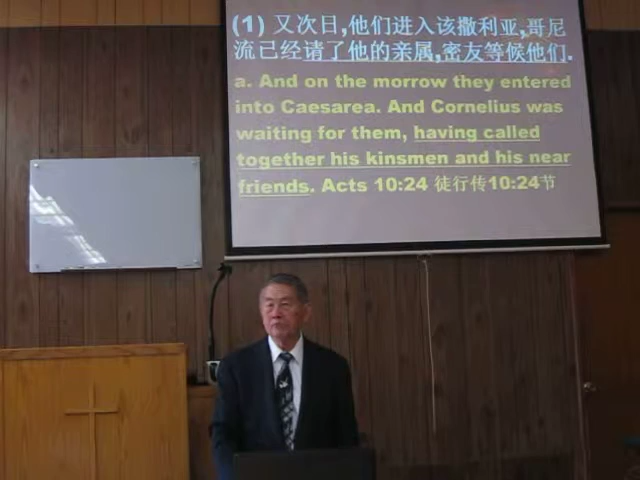 (1) 又次日,他们进入该撒利亚,哥尼
流已经请了他的亲属,密友等候他们.
a. And on the morrow they entered
into Caesarea. And Cornelius was
waiting for them, having called
together his kinsmen and his near
friends. Acts 10:24 徒行传10:24节